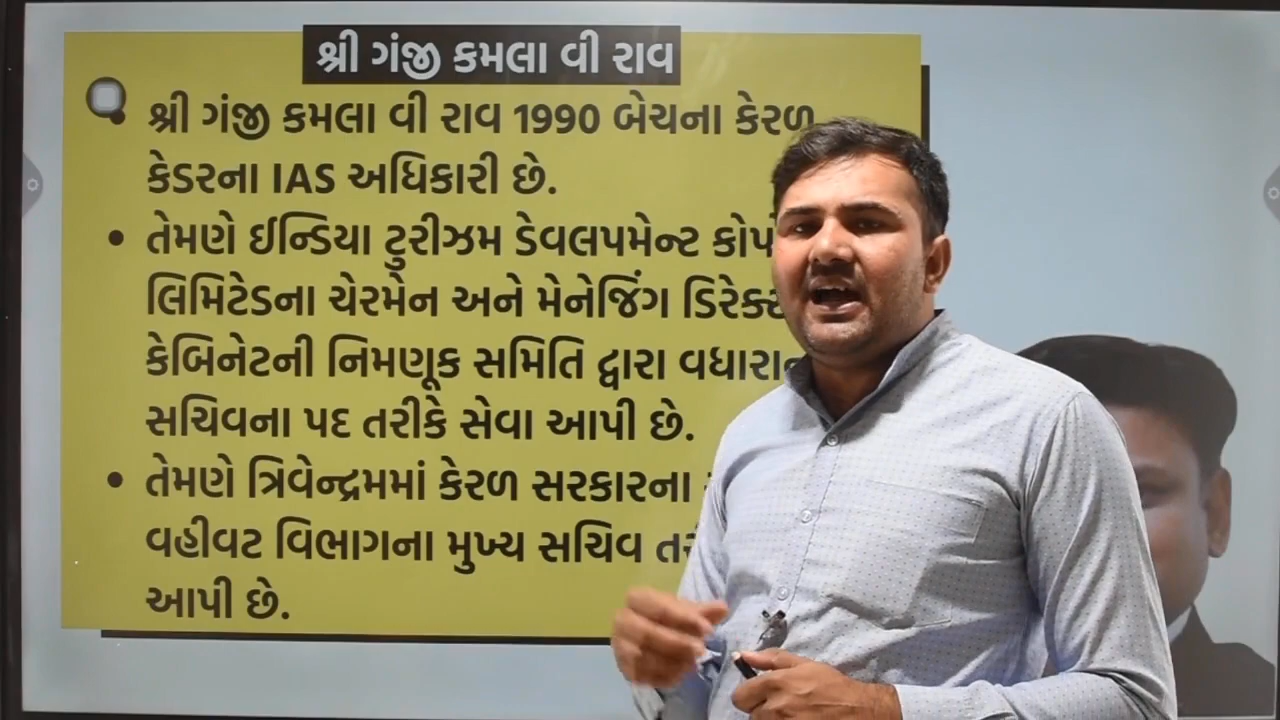 શ્રી ગંજી કમલા વી રાવ
શ્રી ગંજી કમલા વી રાવ 1990 બેચના કેરળ
કેડરના IAS અધિકારી છે.
તેમણે ઈન્ડિયા ટુરીઝમ ડેવલપમેન્ટ
લિમિટેડના ચેરમેન અને મેનેજિંગ
કેબિનેટની નિમણૂક સમિતિ દ્વારા
સચિવના પદ તરીકે સેવા આપી છે.
તેમણે ત્રિવેન્દ્રમમાં કેરળ સરકારના
વહીવટ વિભાગના મુખ્ય સચિવ
આપી છે.